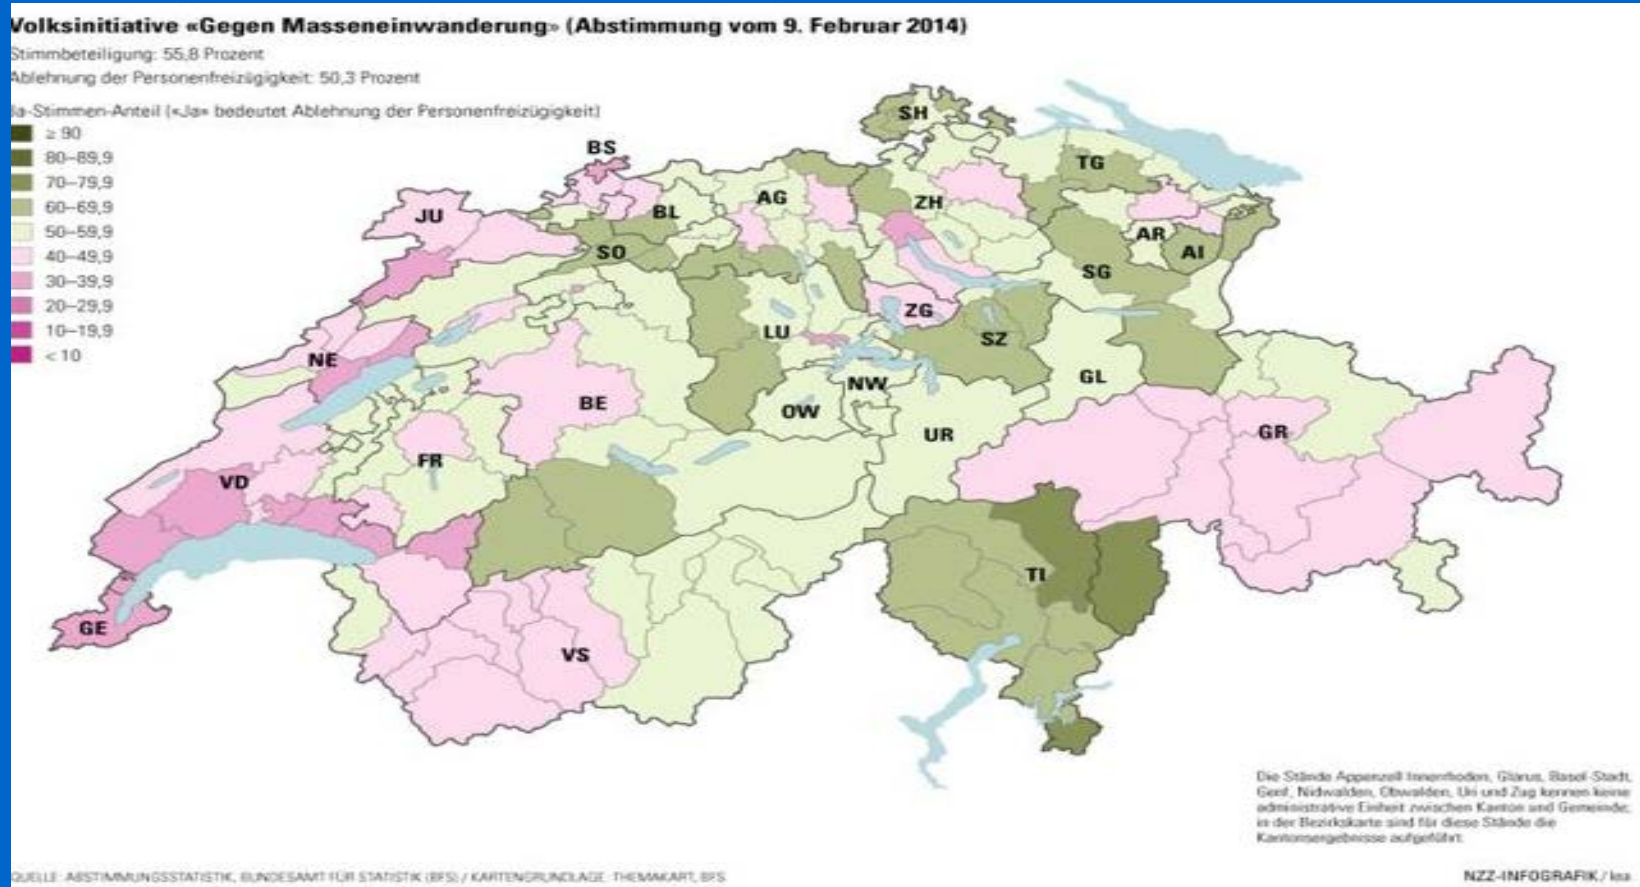 Volksinitiative «Gegen Masseneinwanderung» (Abstimmung vom 9. Februar 2014)
Stimmbeteiligung: 55,8 Prozent
Ablehnung der Personenfreizügigkeit: 50,3 Prozent
Ja-Stimmen-Anteil («Ja» bedeutet Ablehnung der Personenfreizügigkeit)
≥ 90
80–89,9
70–79,9
60–69,9
50–59,9
40–49,9
30–39,9
20–29,9
10–19,9
< 10
SH
BS
TG
JU
BL
AG
ZH
SO
AR
AI
SG
ZG
LU
SZ
NE
NW
GL
BE
OW
UR
GR
FR
VD
TI
GE
VS
Die Stände Appenzell Innerrhoden, Glarus, Basel-Stadt,
Genf, Nidwalden, Obwalden, Uri und Zug kennen keine
administrative Einheit zwischen Kanton und Gemeinde;
in der Bezirkskarte sind für diese Stände die
Kantonsergebnisse aufgeführt.
QUELLE: ABSTIMMUNGSSTATISTIK, BUNDESAMT FÜR STATISTIK (BFS) / KARTENGRUNDLAGE: THEMAKART, BFS
NZZ-INFOGRAFIK /